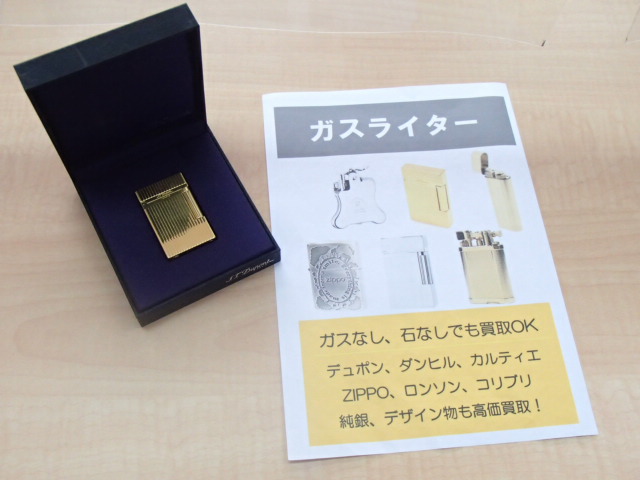 S.T. Dupont
ガスライター
ZIPPO
ガスなし、石なしでも買取OK
デュポン、ダンヒル、カルティエ
ZIPPO、ロンソン、コリブリ
純銀、デザイン物も高価買取！